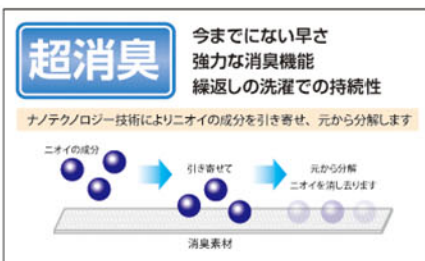 超消臭
今までにない早さ
強力な消臭機能
繰返しの洗濯での持続性
ナノテクノロジー技術によりニオイの成分を引き寄せ、元から分解します
ニオイの成分
引き寄せて
元から分解
ニオイを消し去ります
消臭素材